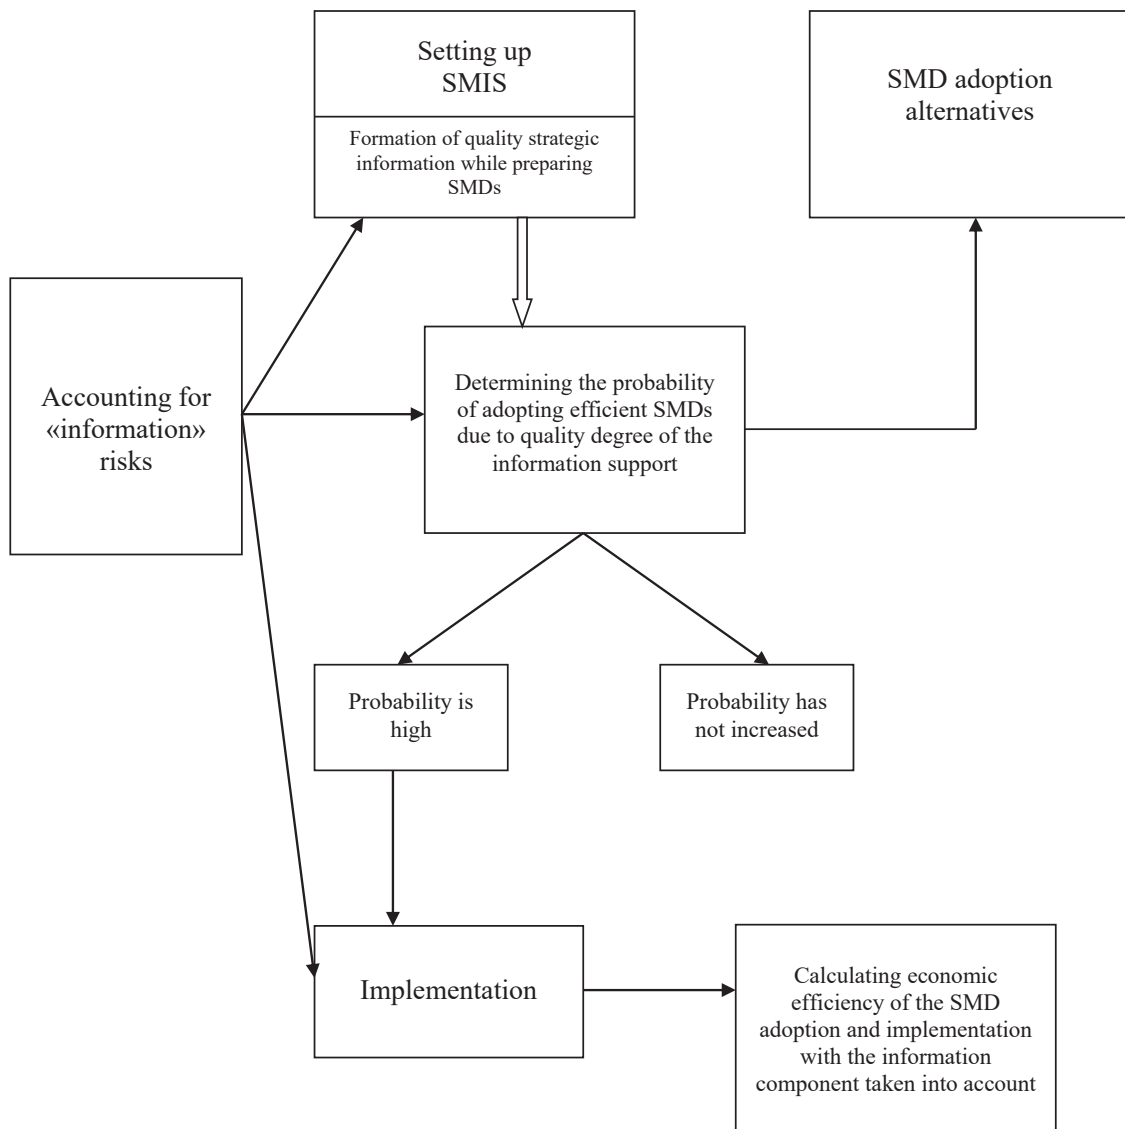 Setting up
SMIS
Formation of quality strategic
information while preparing
SMDs
SMD adoption
alternatives
Accounting for
«information»
risks
Determining the probability
of adopting efficient SMDs
due to quality degree of the
information support
Probability is
high
Probability has
not increased
Implementation
Calculating economic
efficiency of the SMD
adoption and implementation
with the information
component taken into account